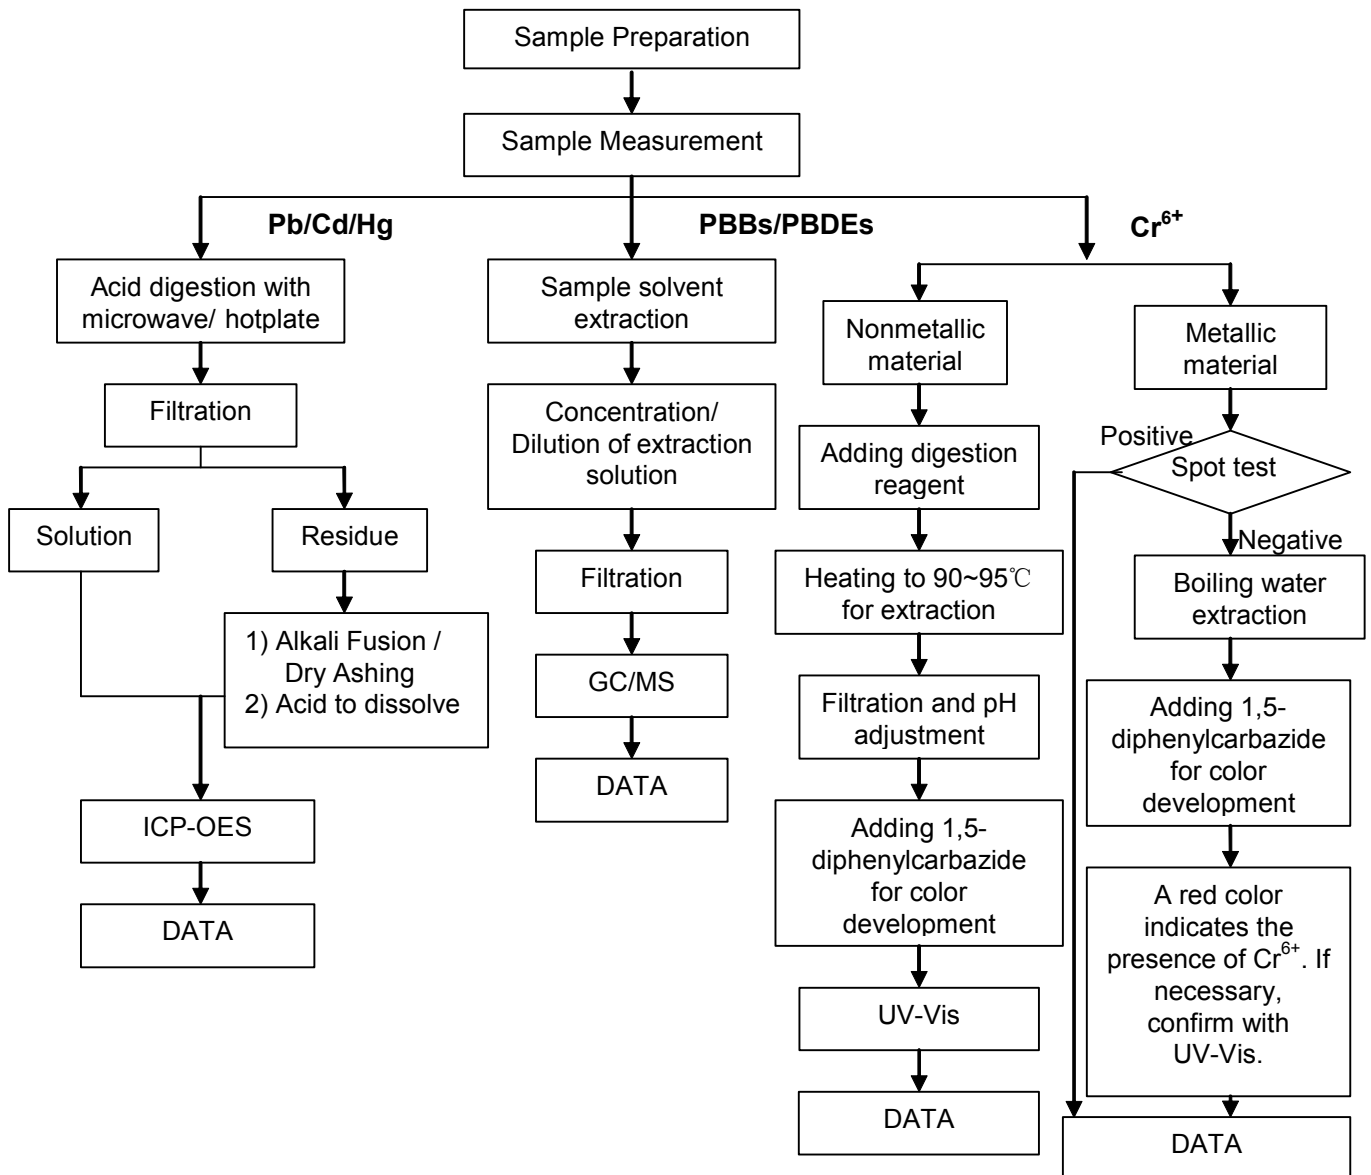 Sample Preparation
Sample Measurement
Pb/Cd/Hg
PBBs/PBDEs
Cr⁶⁺
Acid digestion with
microwave/ hotplate
Filtration
Solution
Residue
1) Alkali Fusion /
Dry Ashing
2) Acid to dissolve
ICP-OES
DATA
Sample solvent
extraction
Concentration/
Dilution of extraction
solution
Filtration
GC/MS
DATA
Nonmetallic
material
Adding digestion
reagent
Heating to 90~95℃
for extraction
Filtration and pH
adjustment
Adding 1,5-
diphenylcarbazide
for color
development
UV-Vis
DATA
Metallic
material
Positive
Spot test
Negative
Boiling water
extraction
Adding 1,5-
diphenylcarbazide
for color
development
A red color
indicates the
presence of Cr⁶⁺. If
necessary,
confirm with
UV-Vis.
DATA